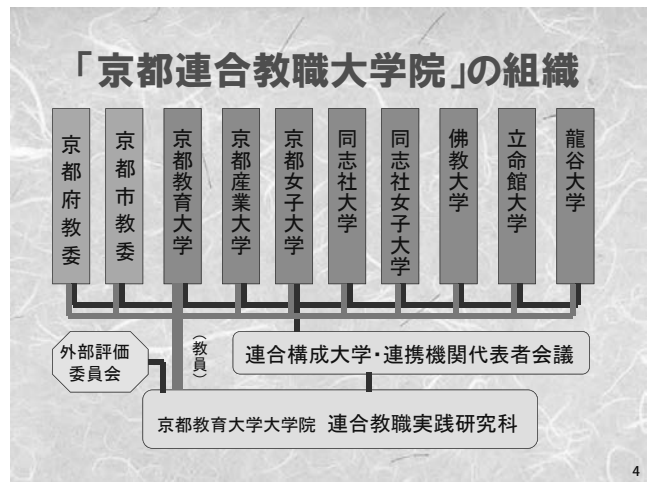 「京都連合教職大学院」の組織
京都府教委
京都市教委
京都教育大学
京都産業大学
京都女子大学
同志社大学
同志社女子大学
佛教大学
立命館大学
龍谷大学
外部評価
委員会
（教員）
連合構成大学・連携機関代表者会議
京都教育大学大学院 連合教職実践研究科
4